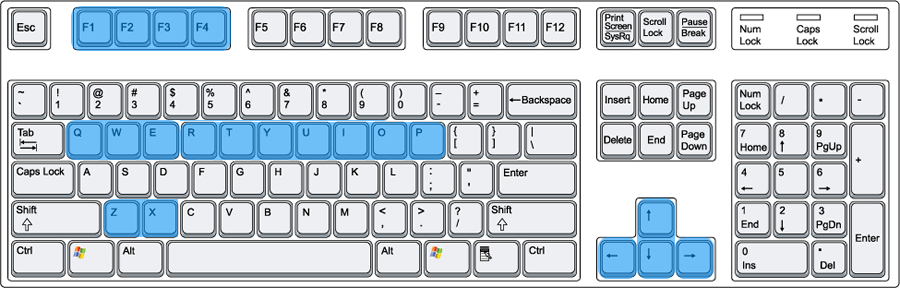 Esc F1 F2 F3 F4 F5 F6 F7 F8 F9 F10 F11 F12 Print Screen SysRq Scroll Lock Pause Break Num Lock Caps Lock Scroll Lock
~ ` ! 1 @ 2 # 3 $ 4 % 5 ^ 6 & 7 * 8 ( 9 ) 0 – - + = ←Backspace Insert Home Page Up Num Lock / * -
Tab Q W E R T Y U I O P { [ } ] | \ Delete End Page Down 7 Home 8 ↑ 9 PgUp +
Caps Lock A S D F G H J K L : ; " ' Enter 4 ← 5 6 →
Shift Z X C V B N M < , > . ? / Shift ↑ 1 End 2 ↓ 3 PgDn Enter
Ctrl Alt Alt Ctrl ← ↓ → 0 Ins . Del